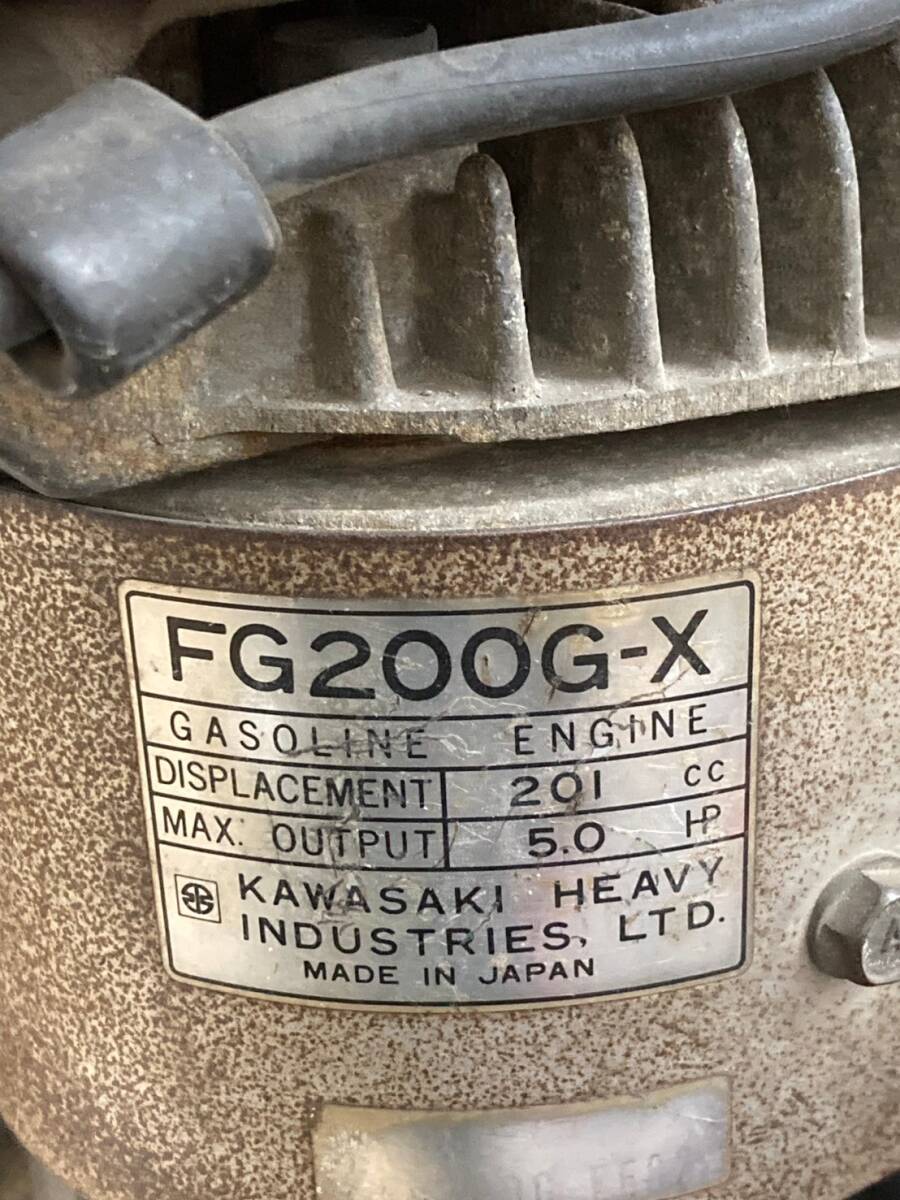 FG200G-X
GASOLINE ENGINE
DISPLACEMENT 201 CC
MAX. OUTPUT 5.0 HP
KAWASAKI HEAVY
INDUSTRIES, LTD.
MADE IN JAPAN